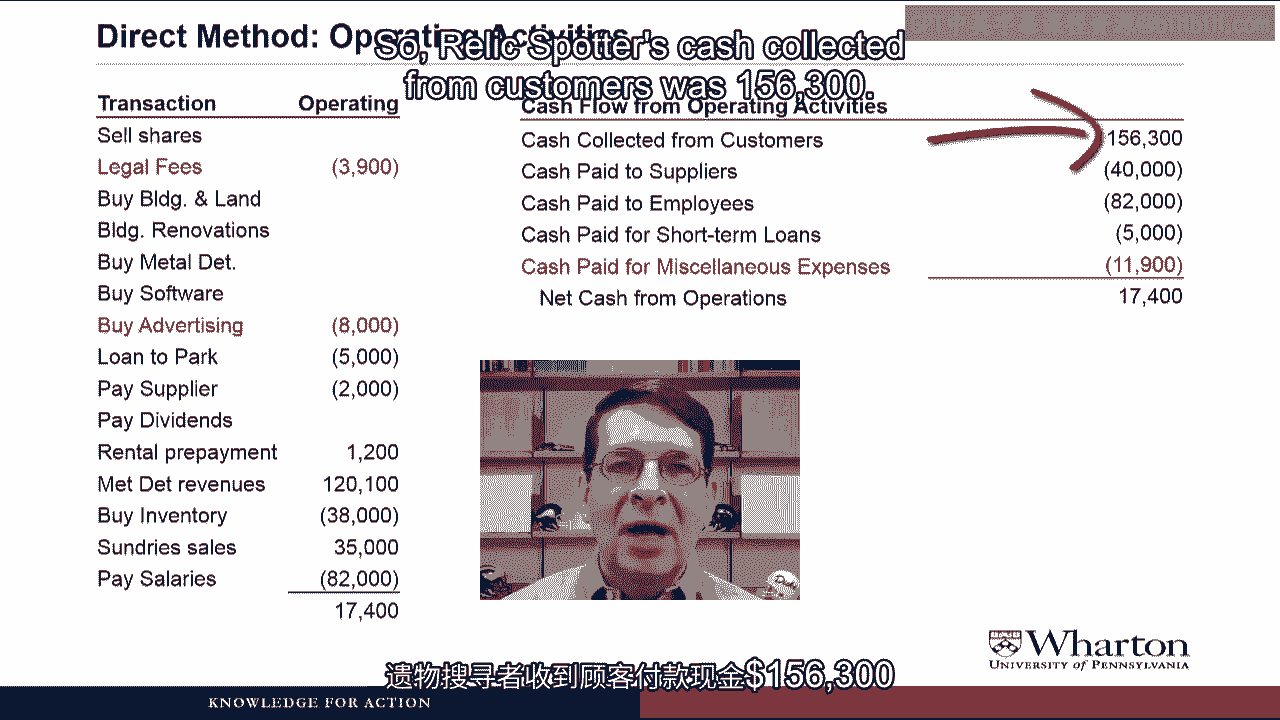 Direct Method: Operating Activities
So, Relic Spotter's cash collected
from customers was 156,300.
Transaction Operating
Sell shares
Legal Fees (3,900)
Buy Bldg. & Land
Bldg. Renovations
Buy Metal Det.
Buy Software
Buy Advertising (8,000)
Loan to Park (5,000)
Pay Supplier (2,000)
Pay Dividends
Rental prepayment 1,200
Met Det revenues 120,100
Buy Inventory (38,000)
Sundries sales 35,000
Pay Salaries (82,000)
17,400
Cash Flow from Operating Activities
Cash Collected from Customers 156,300
Cash Paid to Suppliers (40,000)
Cash Paid to Employees (82,000)
Cash Paid for Short-term Loans (5,000)
Cash Paid for Miscellaneous Expenses (11,900)
Net Cash from Operations 17,400
Wharton
UNIVERSITY of PENNSYLVANIA
遗物搜寻者收到顾客付款现金$156,300
KNOWLEDGE FOR ACTION